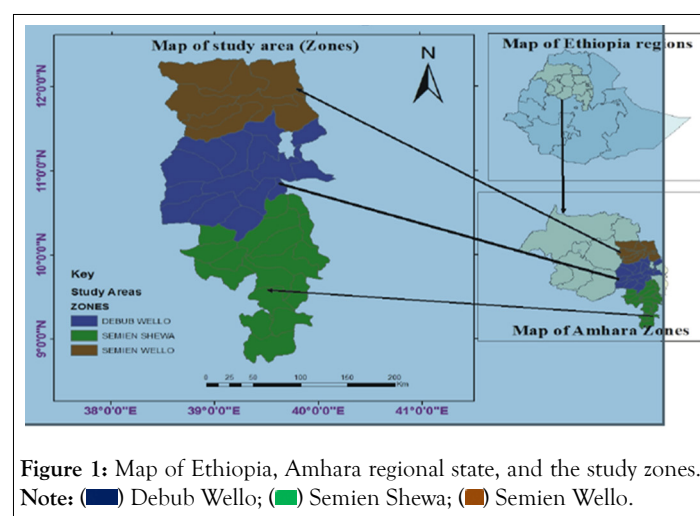 Map of study area (Zones)
N
Map of Ethiopia regions
12°0'0"N
11°0'0"N
10°0'0"N
9°0'0"N
Key
Study Areas
ZONES
DEBUB WELLO
SEMIEN SHEWA
SEMIEN WELLO
0 25 50 100 150 200
Km
38°0'0"E 39°0'0"E 40°0'0"E 41°0'0"E
Map of Amhara Zones
Figure 1: Map of Ethiopia, Amhara regional state, and the study zones.
Note: ( ) Debub Wello; ( ) Semien Shewa; ( ) Semien Wello.